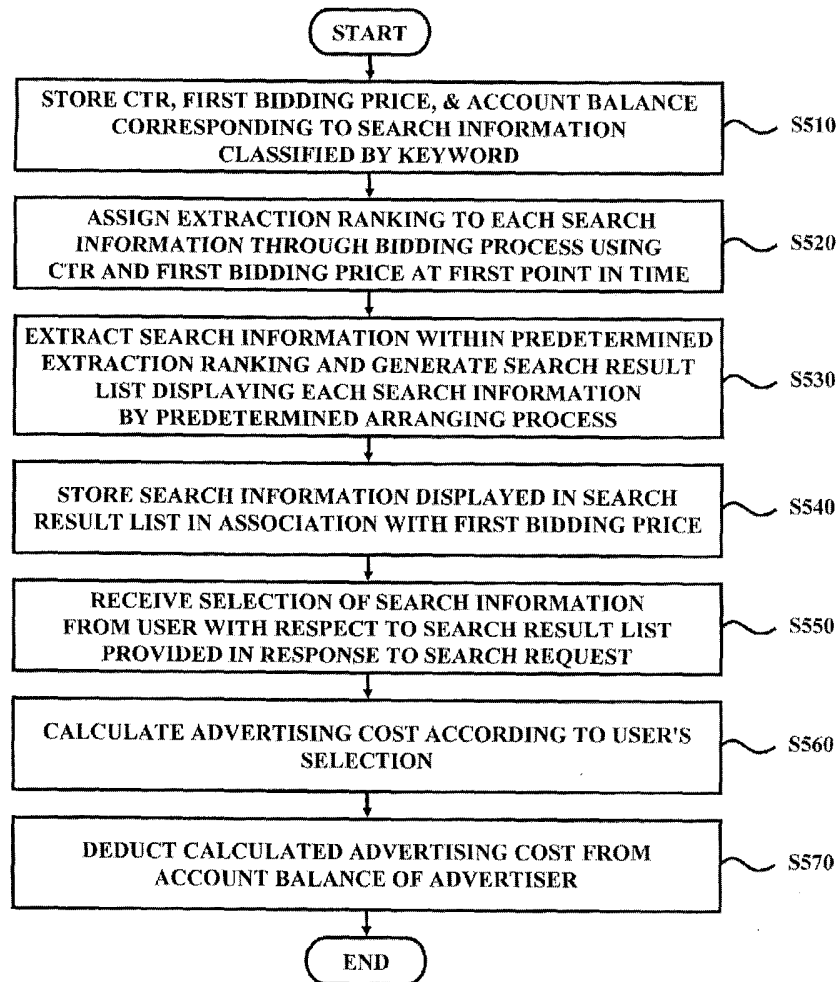 START
STORE CTR, FIRST BIDDING PRICE, & ACCOUNT BALANCE
CORRESPONDING TO SEARCH INFORMATION
CLASSIFIED BY KEYWORD
S510
ASSIGN EXTRACTION RANKING TO EACH SEARCH
INFORMATION THROUGH BIDDING PROCESS USING
CTR AND FIRST BIDDING PRICE AT FIRST POINT IN TIME
S520
EXTRACT SEARCH INFORMATION WITHIN PREDETERMINED
EXTRACTION RANKING AND GENERATE SEARCH RESULT
LIST DISPLAYING EACH SEARCH INFORMATION
BY PREDETERMINED ARRANGING PROCESS
S530
STORE SEARCH INFORMATION DISPLAYED IN SEARCH
RESULT LIST IN ASSOCIATION WITH FIRST BIDDING PRICE
S540
RECEIVE SELECTION OF SEARCH INFORMATION
FROM USER WITH RESPECT TO SEARCH RESULT LIST
PROVIDED IN RESPONSE TO SEARCH REQUEST
S550
CALCULATE ADVERTISING COST ACCORDING TO USER'S
SELECTION
S560
DEDUCT CALCULATED ADVERTISING COST FROM
ACCOUNT BALANCE OF ADVERTISER
S570
END